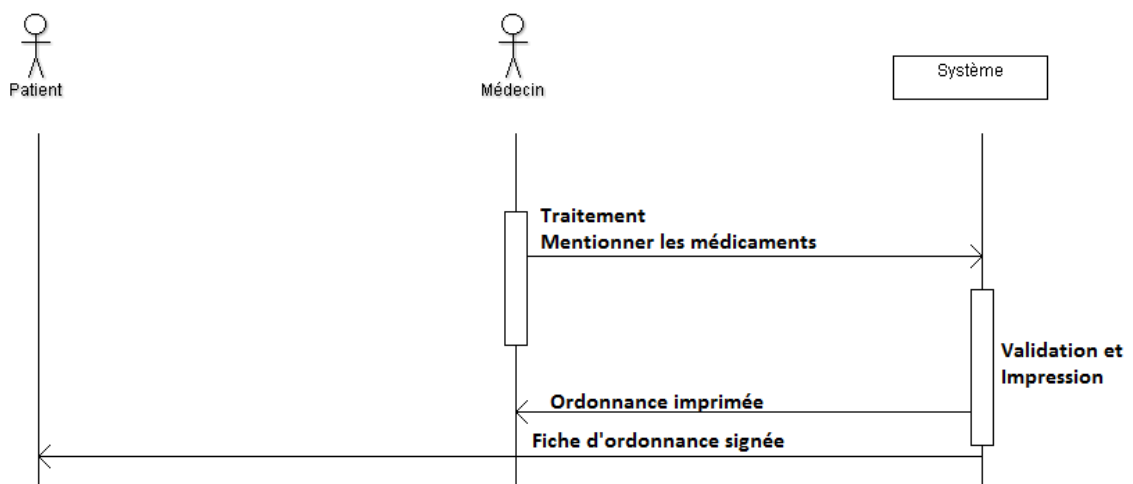 Patient
Médecin
Système
Traitement
Mentionner les médicaments
Validation et
Impression
Ordonnance imprimée
Fiche d'ordonnance signée